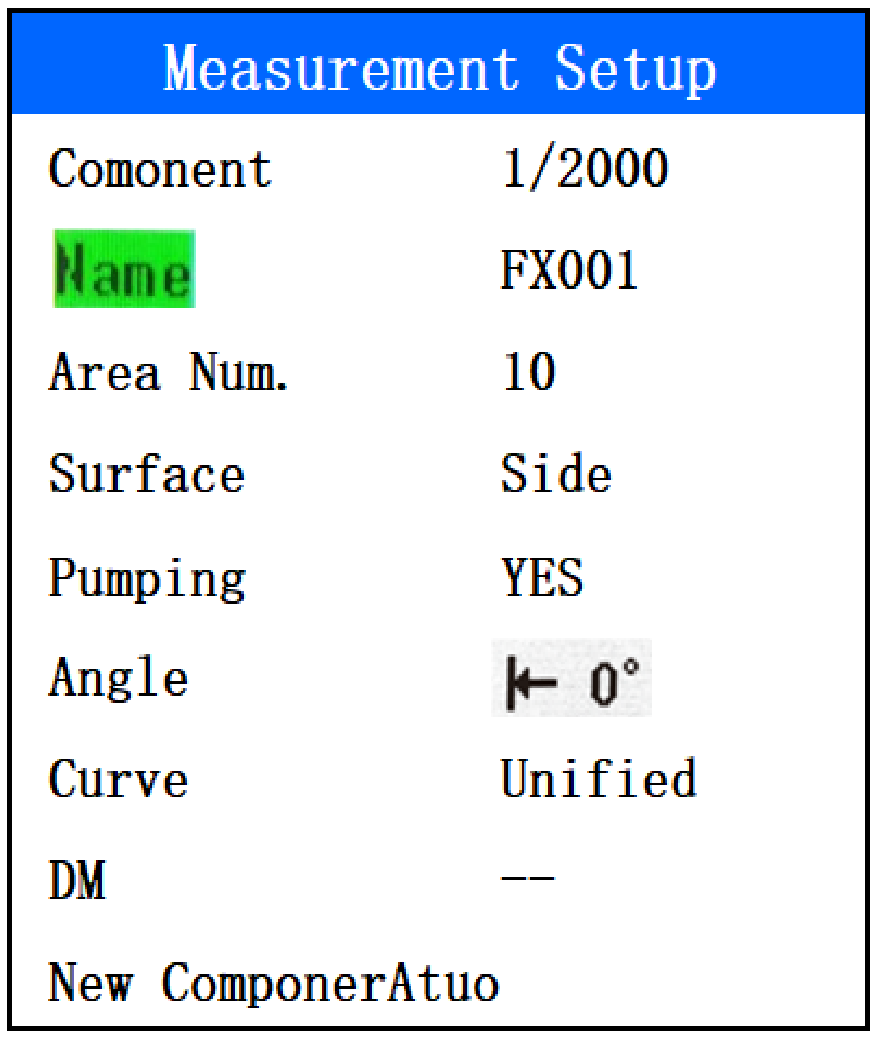 Measurement Setup
Comonent 1/2000
Name FX001
Area Num. 10
Surface Side
Pumping YES
Angle 0°
Curve Unified
DM --
New ComponerAtuo